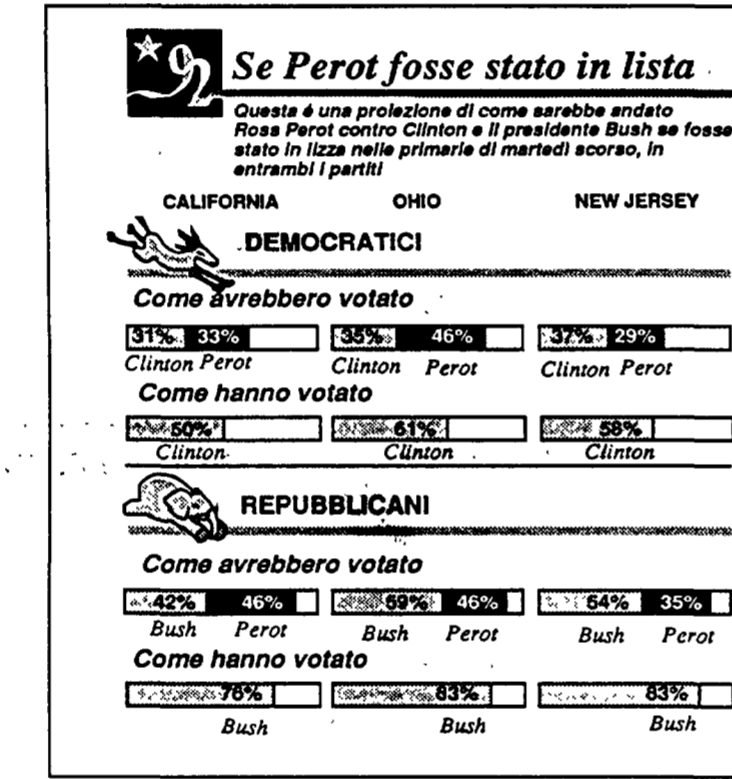 92
Se Perot fosse stato in lista
Questa é una proiezione di come sarebbe andato
Ross Perot contro Clinton e il presidente Bush se fosse
stato in lizza nelle primarie di martedì scorso, in
entrambi i partiti
CALIFORNIA OHIO NEW JERSEY
DEMOCRATICI
Come avrebbero votato
31% 33% 35% 46% 37% 29%
Clinton Perot Clinton Perot Clinton Perot
Come hanno votato
50% 61% 58%
Clinton Clinton Clinton
REPUBBLICANI
Come avrebbero votato
42% 46% 59% 46% 54% 35%
Bush Perot Bush Perot Bush Perot
Come hanno votato
76% 83% 83%
Bush Bush Bush